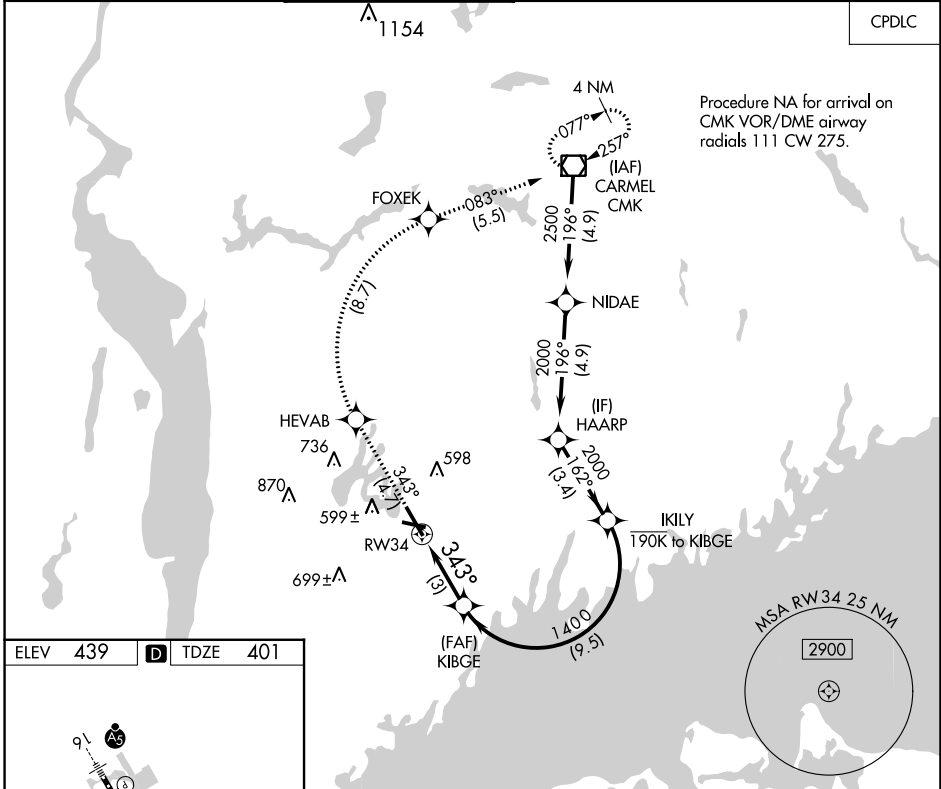 1154
CPDLC
4 NM
077°
257°
Procedure NA for arrival on
CMK VOR/DME airway
radials 111 CW 275.
(IAF)
CARMEL
CMK
FOXEK
083°
(5.5)
2500
196°
(4.9)
(8.7)
NIDAE
2000
196°
(4.9)
(IF)
HAARP
HEVAB
736
598
343°
(4.7)
2000
162°
(3.4)
870
599±
IKILY
190K to KIBGE
RW34
343°
(3)
699±
1400
(9.5)
(FAF)
KIBGE
MSA RW34 25 NM
2900
ELEV 439 D TDZE 401
16
A5
P